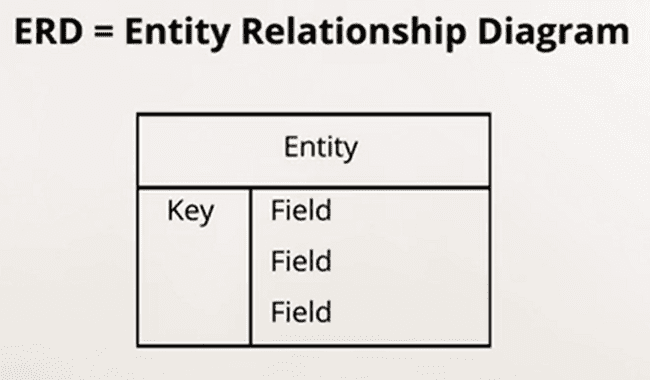 ERD = Entity Relationship Diagram
Entity
Key Field
Field
Field